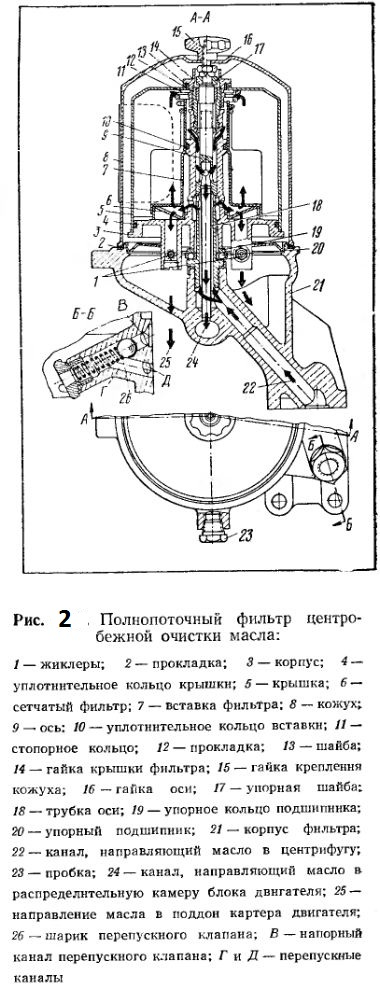 А-А
15
16
14
13
12
11
17
10
9
8
7
6
5
4
3
2
18
19
20
1
21
Б-Б
В
25
24
22
Г
26
Д
А
А
Б
Б
23
Рис. 2 . Полнопоточный фильтр центро-
бежной очистки масла:
1 — жиклеры; 2 — прокладка; 3 — корпус; 4 —
уплотнительное кольцо крышки; 5 — крышка; 6 —
сетчатый фильтр; 7 — вставка фильтра; 8 — кожух;
9 — ось; 10 — уплотнительное кольцо вставки; 11 —
стопорное кольцо; 12 — прокладка; 13 — шайба;
14 — гайка крышки фильтра; 15 — гайка крепления
кожуха; 16 — гайка оси; 17 — упорная шайба;
18 — трубка оси; 19 — упорное кольцо подшипника;
20 — упорный подшипник; 21 — корпус фильтра;
22 — канал, направляющий масло в центрифугу;
23 — пробка; 24 — канал, направляющий масло в
распределительную камеру блока двигателя; 25 —
направление масла в поддон картера двигателя;
26 — шарик перепускного клапана; В — напорный
канал перепускного клапана; Г и Д — перепускные
каналы